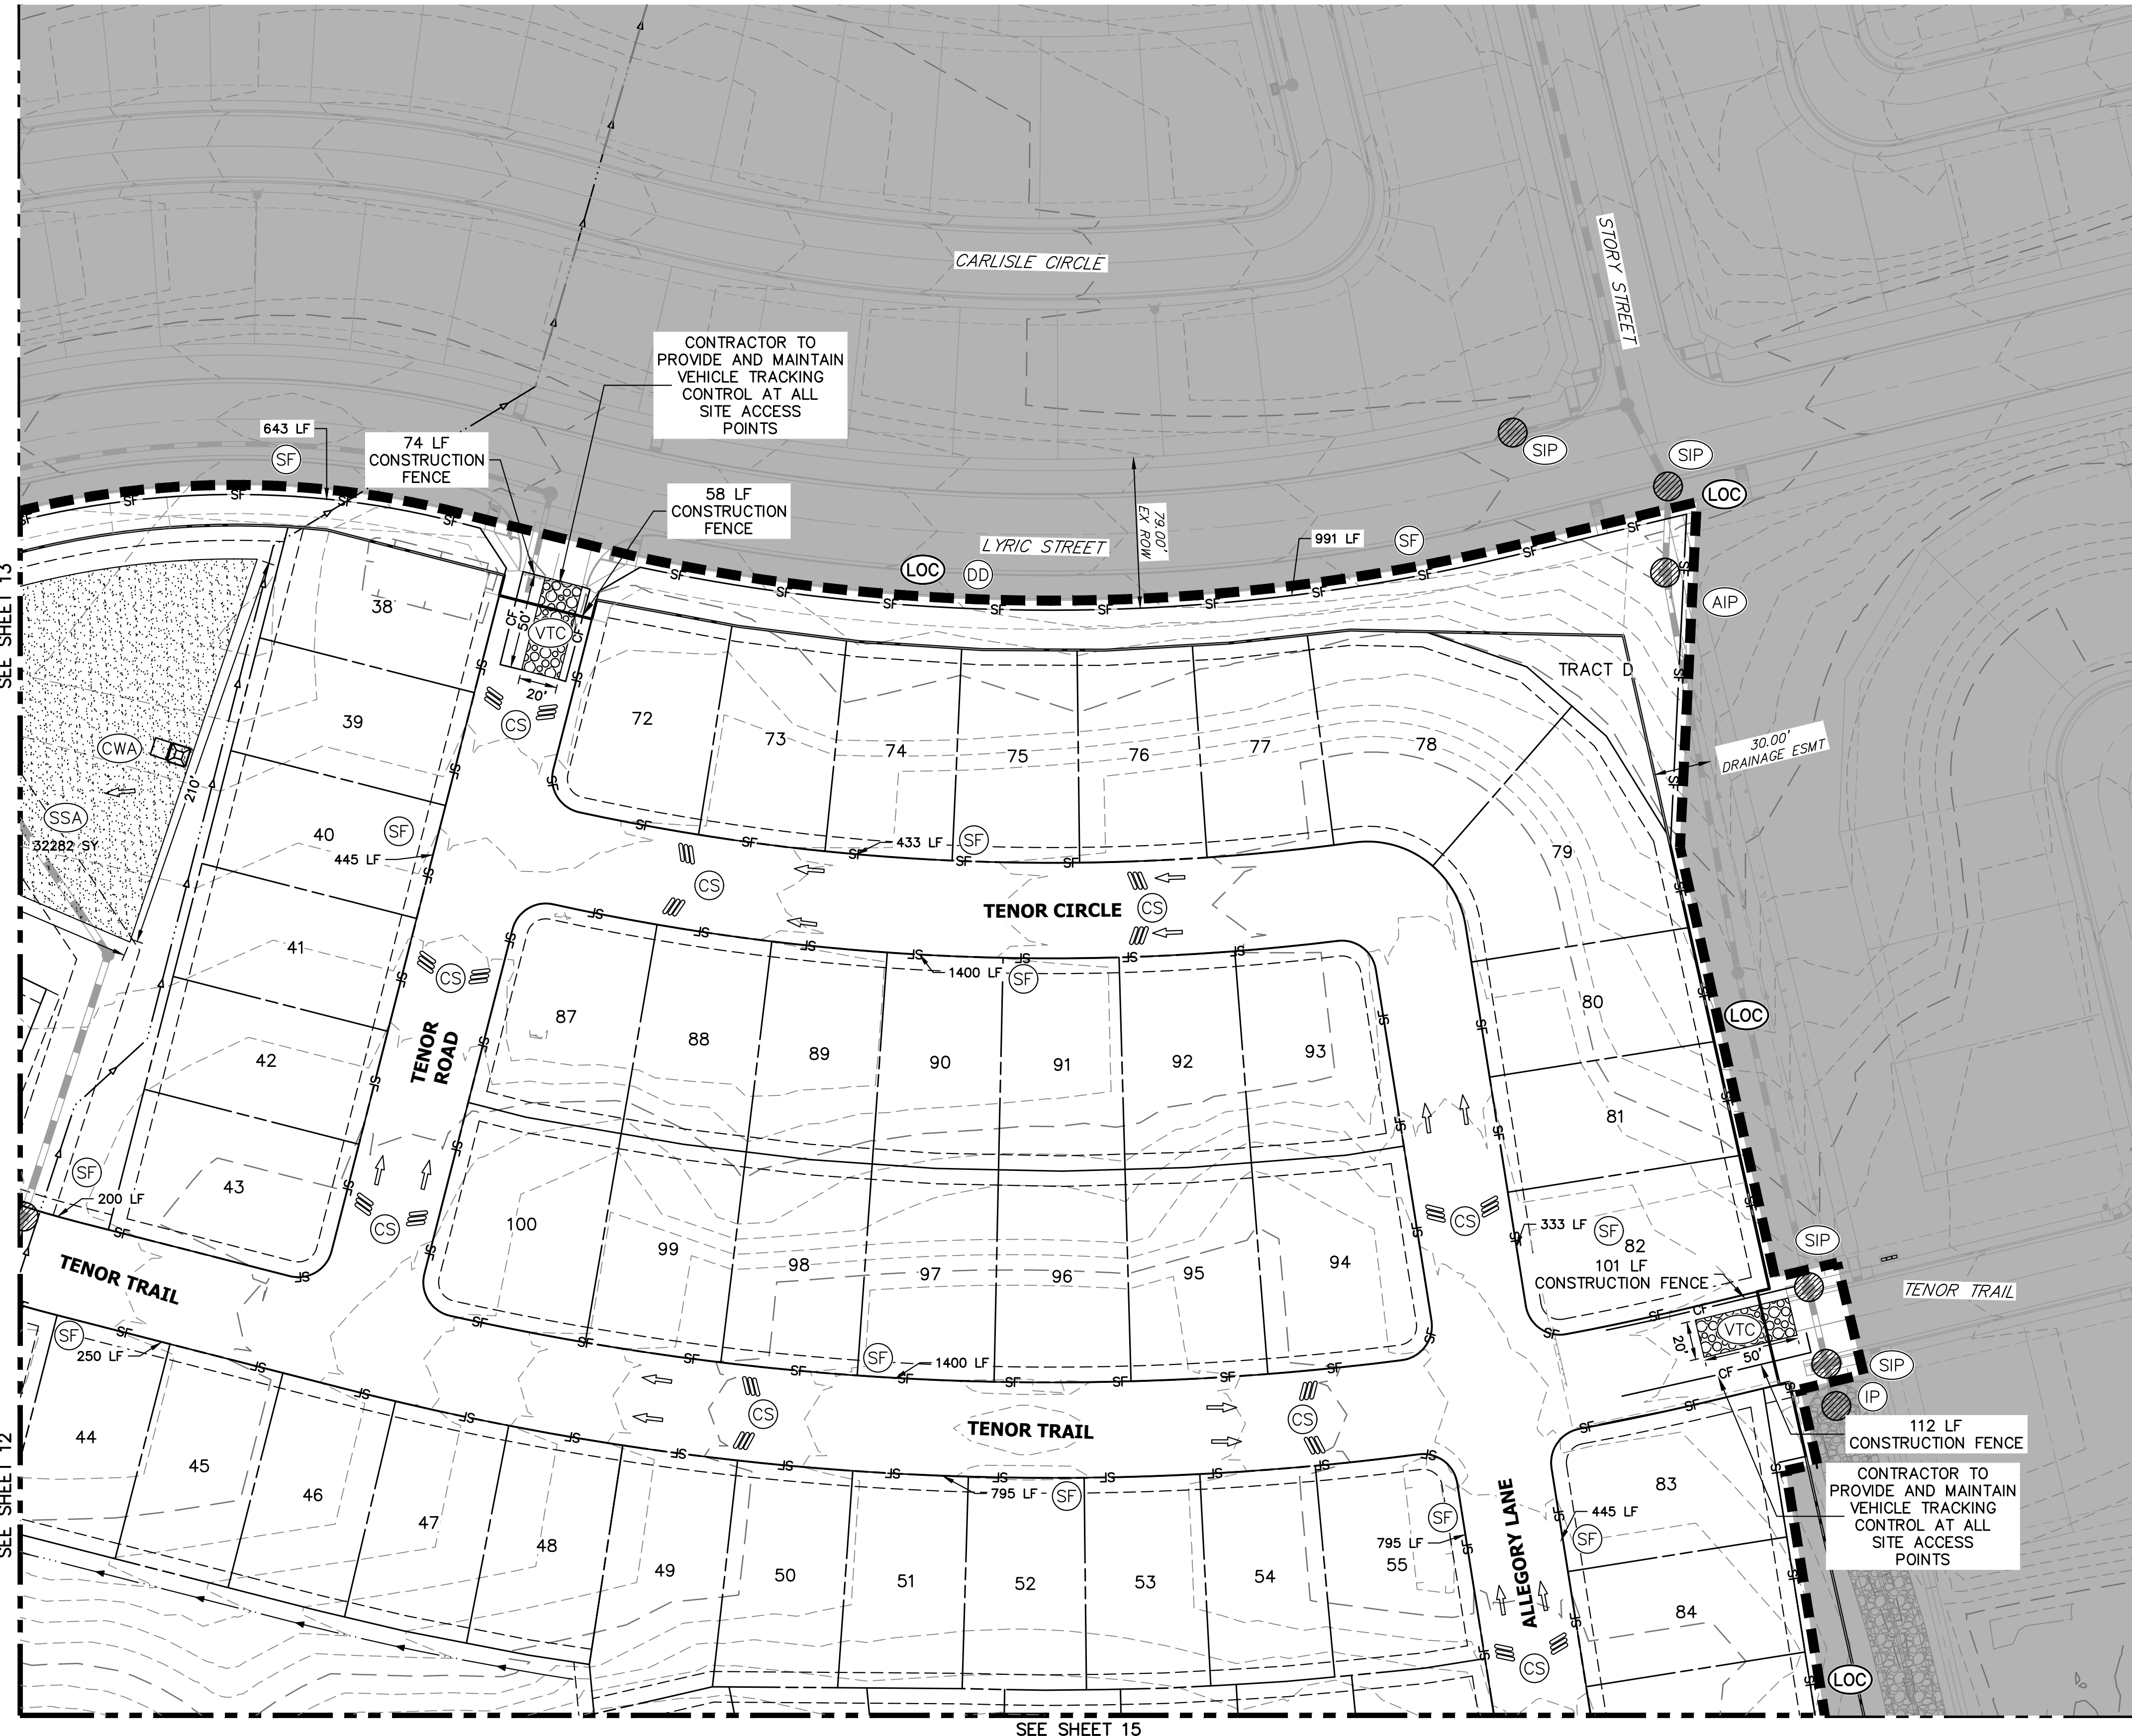 CARLISLE CIRCLE
STORY STREET
CONTRACTOR TO
PROVIDE AND MAINTAIN
VEHICLE TRACKING
CONTROL AT ALL
SITE ACCESS
POINTS
643 LF
SF
74 LF
CONSTRUCTION
FENCE
58 LF
CONSTRUCTION
FENCE
SIP
SIP
LOC
LYRIC STREET
79.00'
EX ROW
991 LF
SF
LOC
DD
AIP
SEE SHEET 13
38
CF
50'
VTC
CF
20'
CS
TRACT D
30.00'
DRAINAGE ESMT
39
72
73
74
75
76
77
78
CWA
210'
SSA
32282 SY
40
SF
445 LF
433 LF
SF
79
CS
TENOR CIRCLE
CS
41
CS
1400 LF
SF
80
LOC
TENOR
ROAD
87
88
89
90
91
92
93
42
81
SF
200 LF
43
CS
100
99
98
97
96
95
94
CS
333 LF
SF
82
101 LF
CONSTRUCTION FENCE
SIP
TENOR TRAIL
TENOR TRAIL
CF
VTC
20'
50'
CF
SIP
IP
SF
250 LF
SF
1400 LF
CS
TENOR TRAIL
CS
112 LF
CONSTRUCTION FENCE
SEE SHEET 12
44
45
46
47
48
49
50
51
52
53
54
55
795 LF
SF
SF
795 LF
ALLEGORY LANE
445 LF
SF
83
84
CONTRACTOR TO
PROVIDE AND MAINTAIN
VEHICLE TRACKING
CONTROL AT ALL
SITE ACCESS
POINTS
CS
LOC
SEE SHEET 15